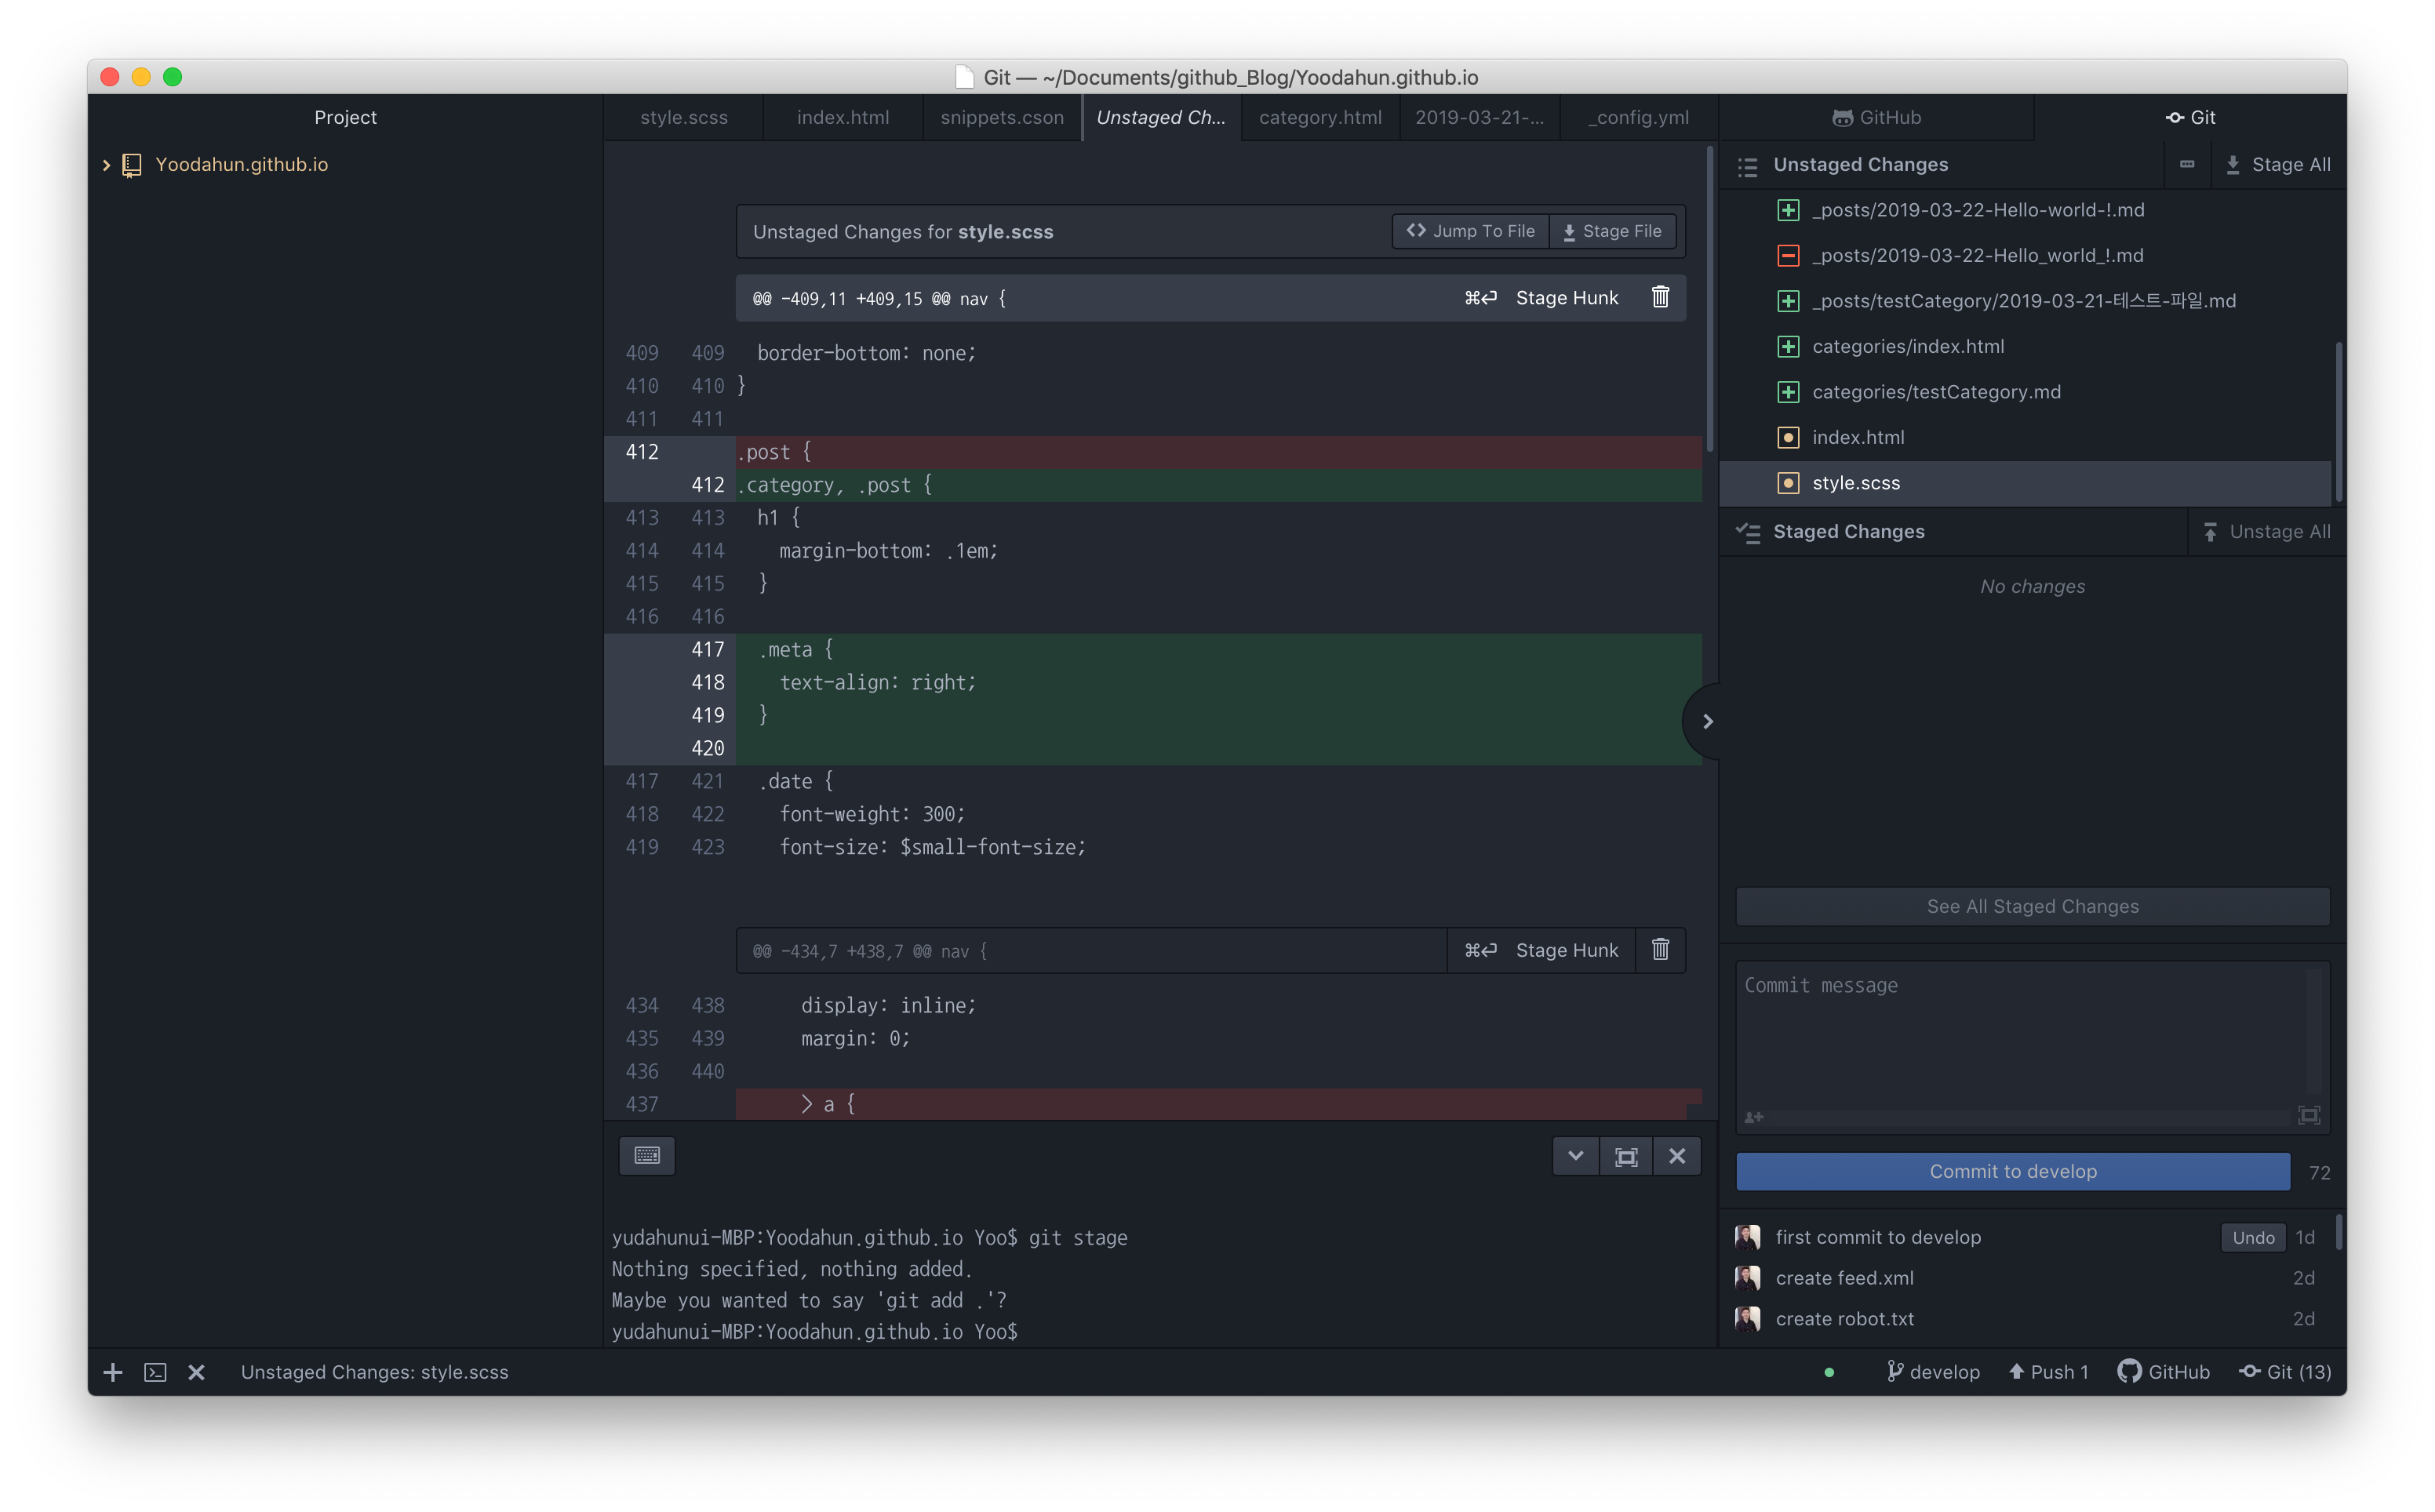 Git — ~/Documents/github_Blog/Yoodahun.github.io
Project
Yoodahun.github.io
style.scss
index.html
snippets.cson
Unstaged Ch...
category.html
2019-03-21-...
_config.yml
Unstaged Changes for style.scss
Jump To File
Stage File
@@ -409,11 +409,15 @@ nav {
⌘⏎ Stage Hunk
409 409 border-bottom: none;
410 410 }
411 411
412 .post {
412 .category, .post {
413 413 h1 {
414 414 margin-bottom: .1em;
415 415 }
416 416
417 .meta {
418 text-align: right;
419 }
420
417 421 .date {
418 422 font-weight: 300;
419 423 font-size: $small-font-size;
@@ -434,7 +438,7 @@ nav {
⌘⏎ Stage Hunk
434 438 display: inline;
435 439 margin: 0;
436 440
437 > a {
yudahunui-MBP:Yoodahun.github.io Yoo$ git stage
Nothing specified, nothing added.
Maybe you wanted to say 'git add .'?
yudahunui-MBP:Yoodahun.github.io Yoo$
GitHub
Git
Unstaged Changes
Stage All
_posts/2019-03-22-Hello-world-!.md
_posts/2019-03-22-Hello_world_!.md
_posts/testCategory/2019-03-21-테스트-파일.md
categories/index.html
categories/testCategory.md
index.html
style.scss
Staged Changes
Unstage All
No changes
See All Staged Changes
Commit message
Commit to develop
72
first commit to develop
Undo
1d
create feed.xml
2d
create robot.txt
2d
Unstaged Changes: style.scss
develop
Push 1
GitHub
Git (13)